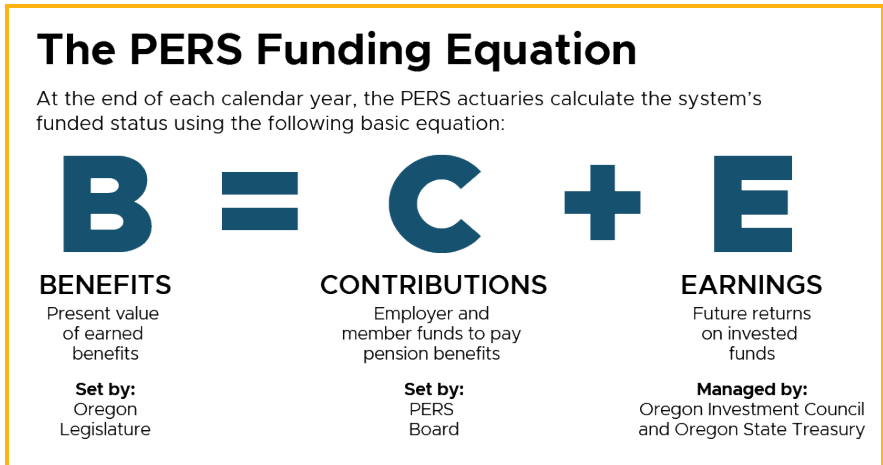 The PERS Funding Equation
At the end of each calendar year, the PERS actuaries calculate the system’s
funded status using the following basic equation:
B = C + E
BENEFITS
Present value
of earned
benefits
Set by:
Oregon
Legislature
CONTRIBUTIONS
Employer and
member funds to pay
pension benefits
Set by:
PERS
Board
EARNINGS
Future returns
on invested
funds
Managed by:
Oregon Investment Council
and Oregon State Treasury